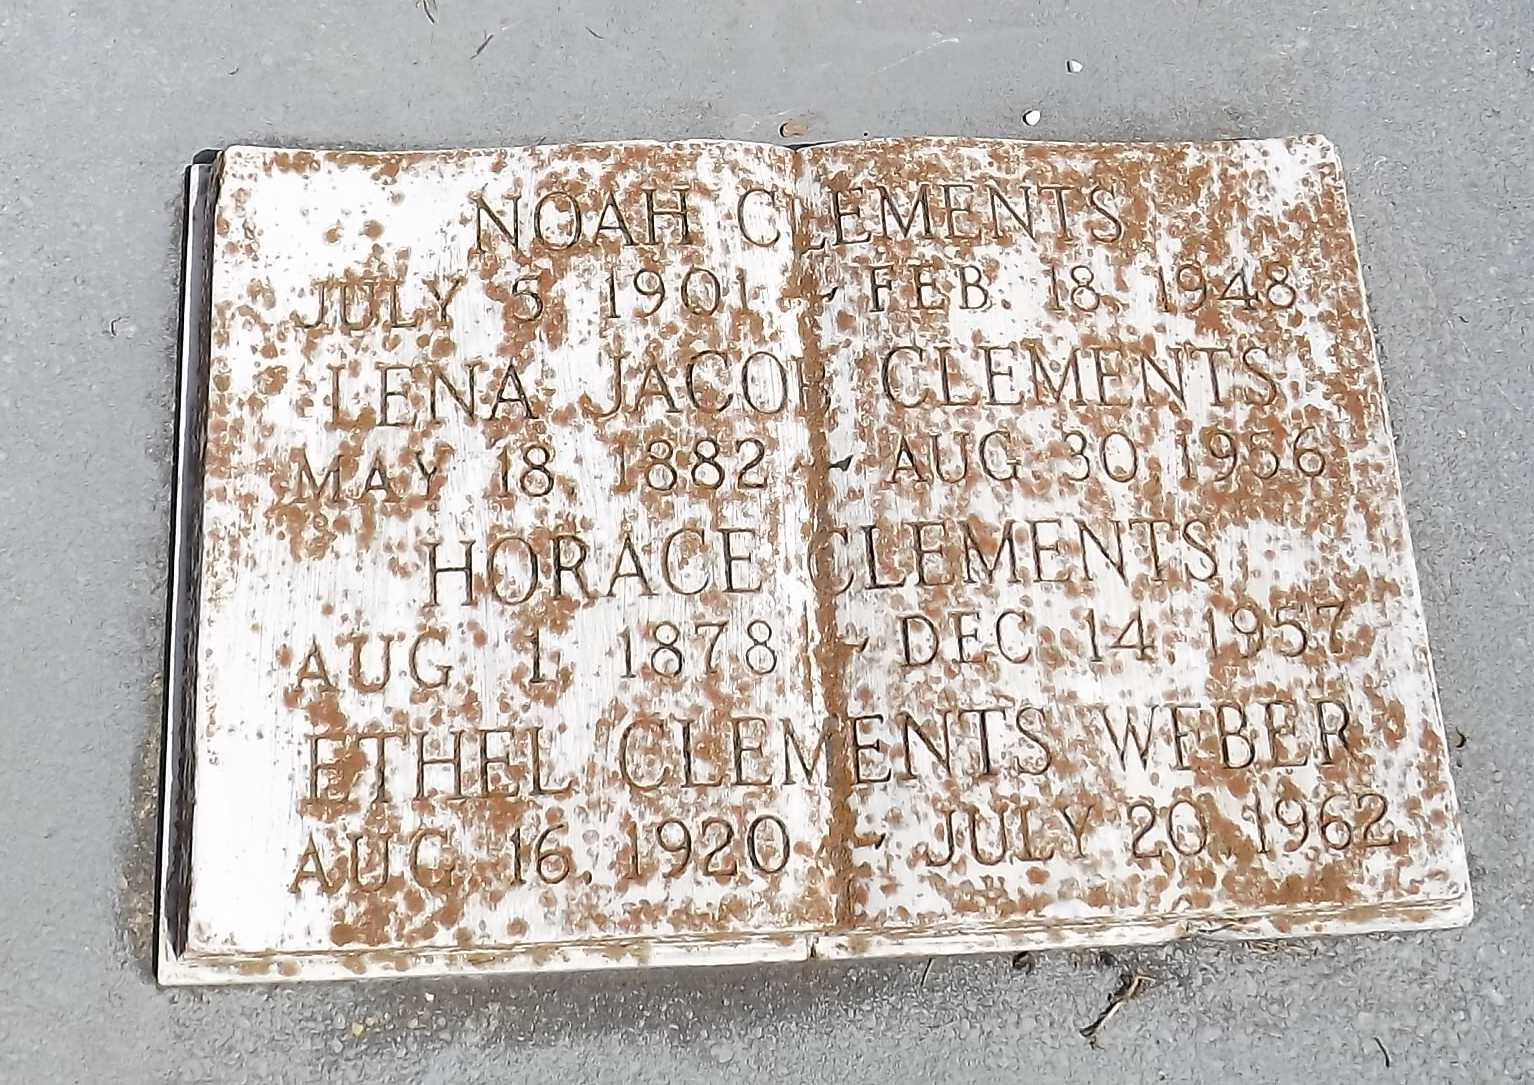 NOAH CLEMENTS
JULY 5, 1901 - FEB. 18, 1948
LENA JACOB CLEMENTS
MAY 18, 1882 - AUG. 30, 1956
HORACE CLEMENTS
AUG. 1, 1878 - DEC. 14, 1957
ETHEL CLEMENTS WEBER
AUG. 16, 1920 - JULY 20, 1962